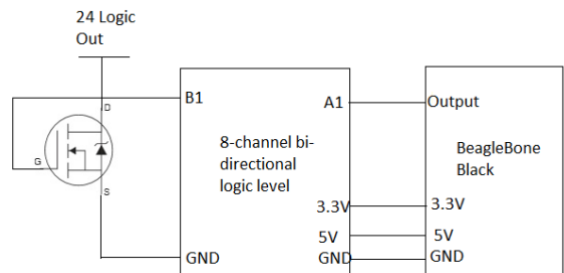 24 Logic
Out
D
G
S
B1
GND
8-channel bi-
directional
logic level
A1
3.3V
5V
GND
Output
BeagleBone
Black
3.3V
5V
GND